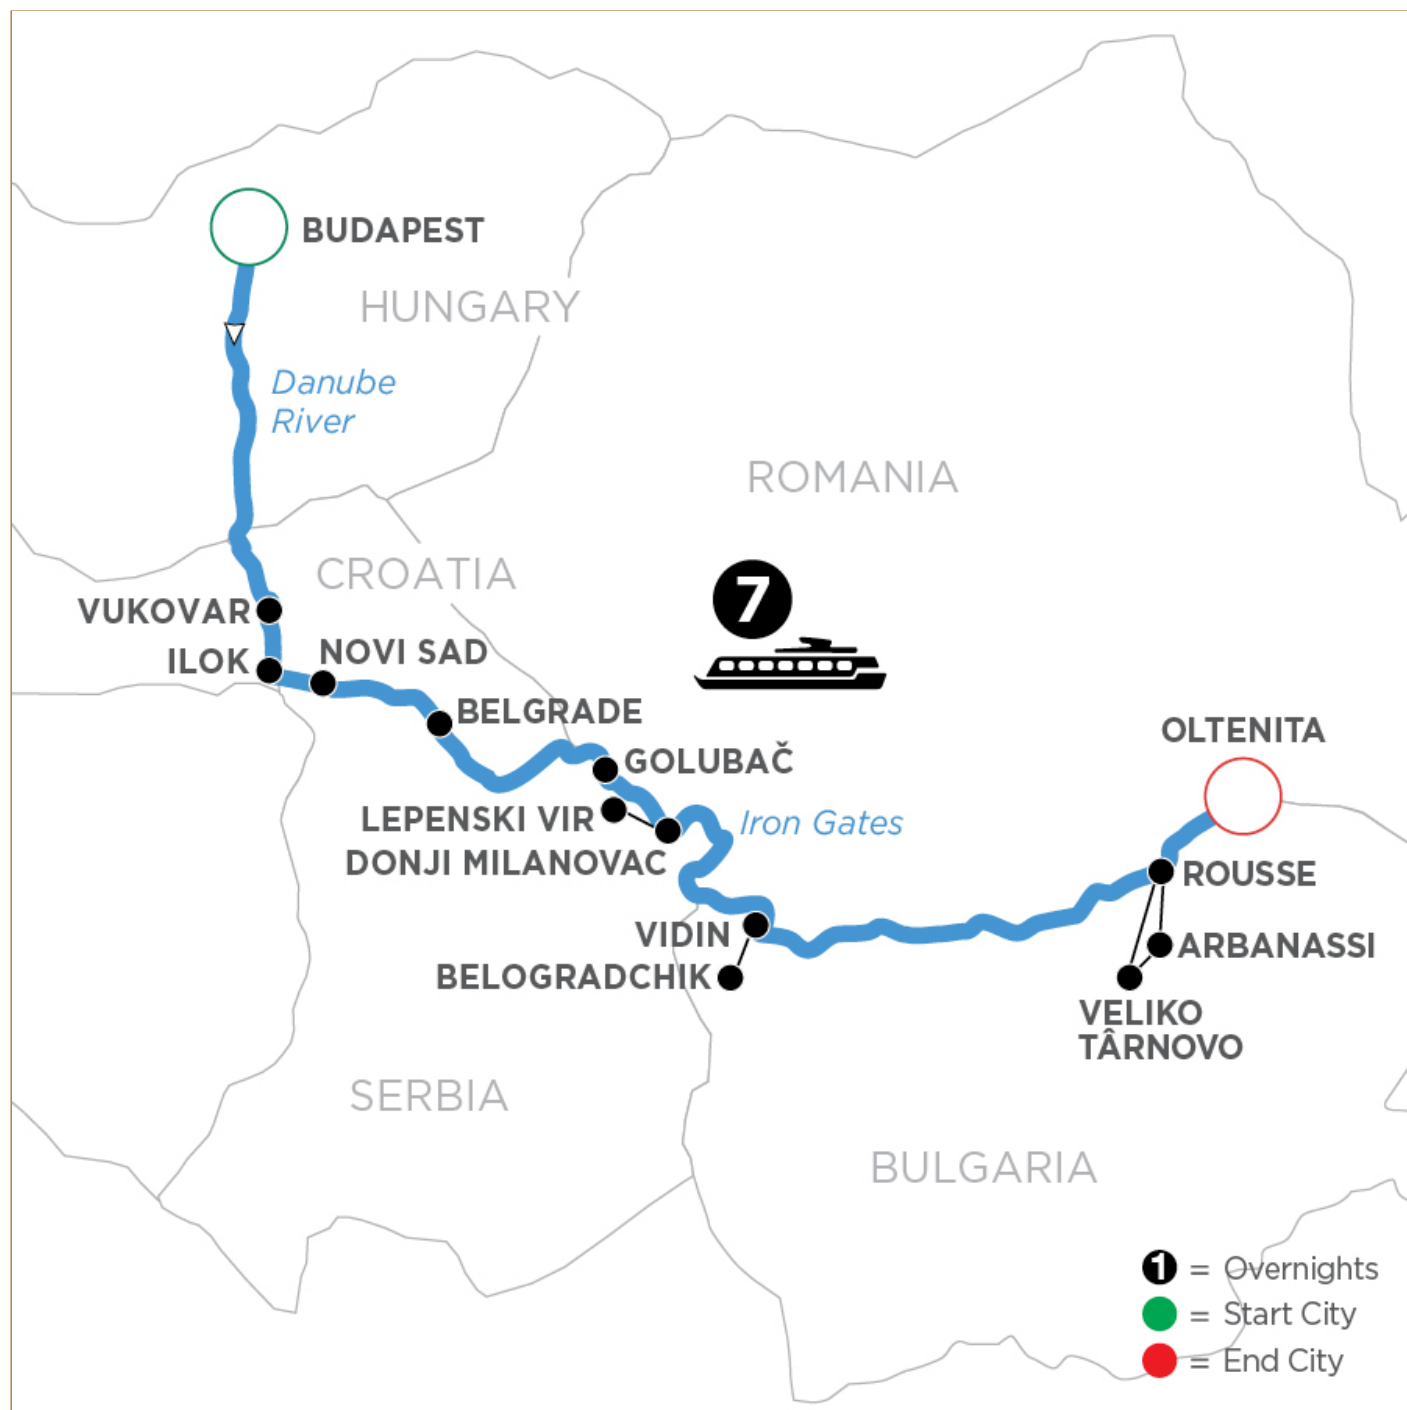 BUDAPEST
HUNGARY
Danube
River
ROMANIA
CROATIA
7
VUKOVAR
ILOK
NOVI SAD
BELGRADE
OLTENITA
GOLUBAČ
LEPENSKI VIR
Iron Gates
DONJI MILANOVAC
ROUSSE
VIDIN
ARBANASSI
BELOGRADCHIK
VELIKO
TÂRNOVO
SERBIA
BULGARIA
1 = Overnights
= Start City
= End City